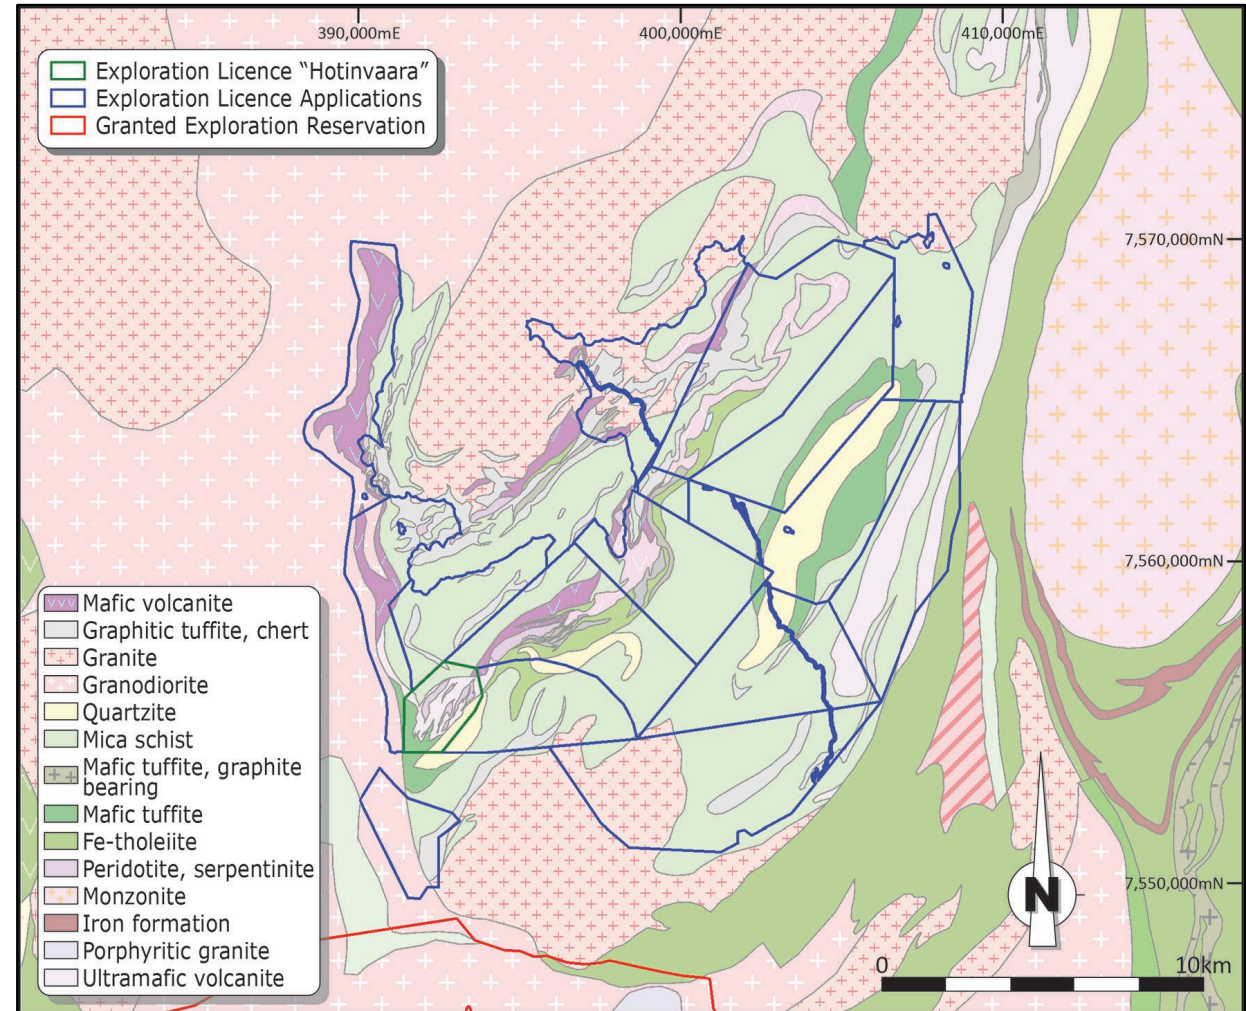 390,000mE
400,000mE
410,000mE
Exploration Licence “Hotinvaara”
Exploration Licence Applications
Granted Exploration Reservation
7,570,000mN
7,560,000mN
Mafic volcanite
Graphitic tuffite, chert
Granite
Granodiorite
Quartzite
Mica schist
Mafic tuffite, graphite
bearing
Mafic tuffite
Fe-tholeiite
Peridotite, serpentinite
Monzonite
Iron formation
Porphyritic granite
Ultramafic volcanite
7,550,000mN
N
0
10km